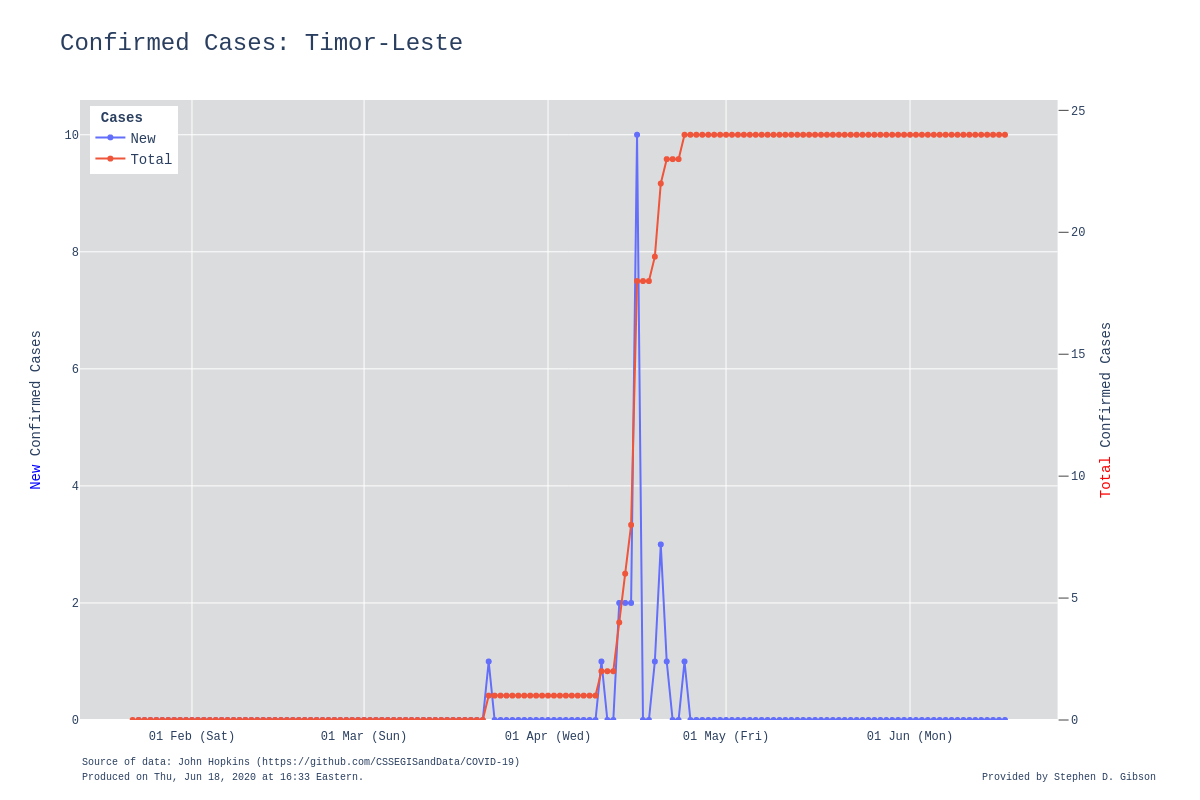 Confirmed Cases: Timor-Leste
Cases
New
Total
10
8
6
4
2
0
25
20
15
10
5
0
New Confirmed Cases
Total Confirmed Cases
01 Feb (Sat)
01 Mar (Sun)
01 Apr (Wed)
01 May (Fri)
01 Jun (Mon)
Source of data: John Hopkins (https://github.com/CSSEGISandData/COVID-19)
Produced on Thu, Jun 18, 2020 at 16:33 Eastern.
Provided by Stephen D. Gibson